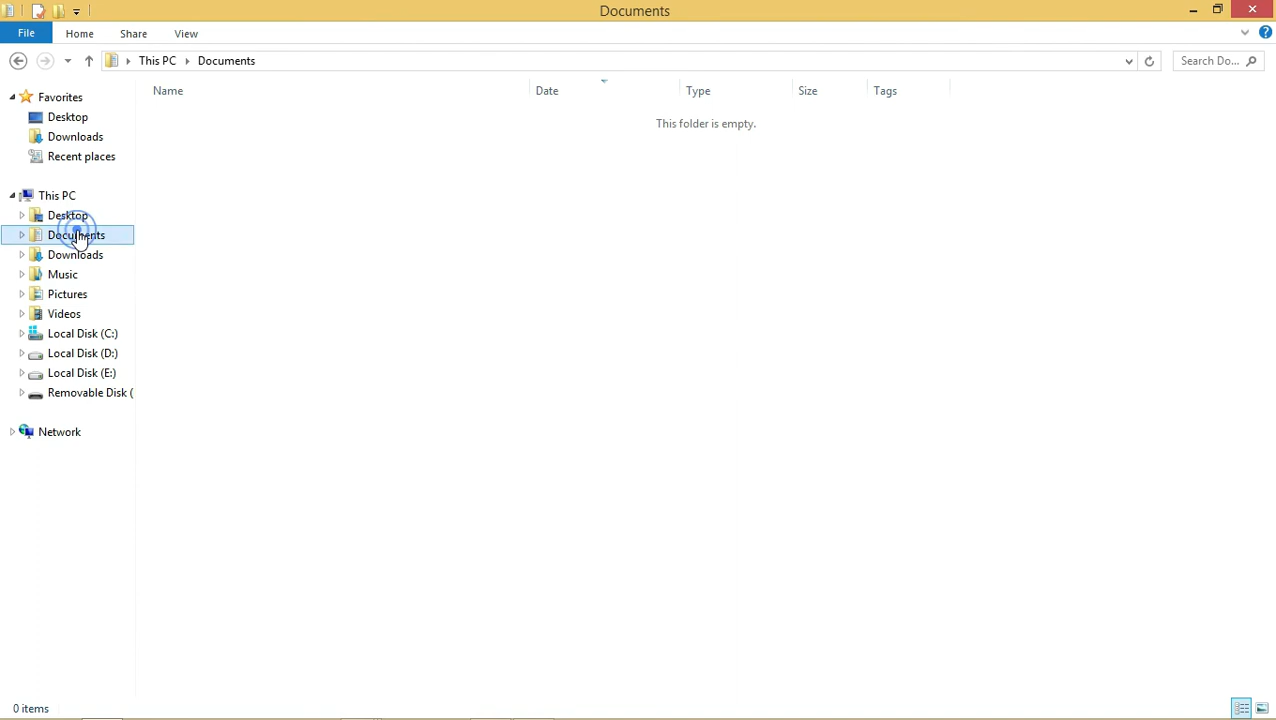 Documents
File Home Share View
This PC Documents Search Do...
Name Date Type Size Tags
This folder is empty.
Favorites
Desktop
Downloads
Recent places
This PC
Desktop
Documents
Downloads
Music
Pictures
Videos
Local Disk (C:)
Local Disk (D:)
Local Disk (E:)
Removable Disk (
Network
0 items